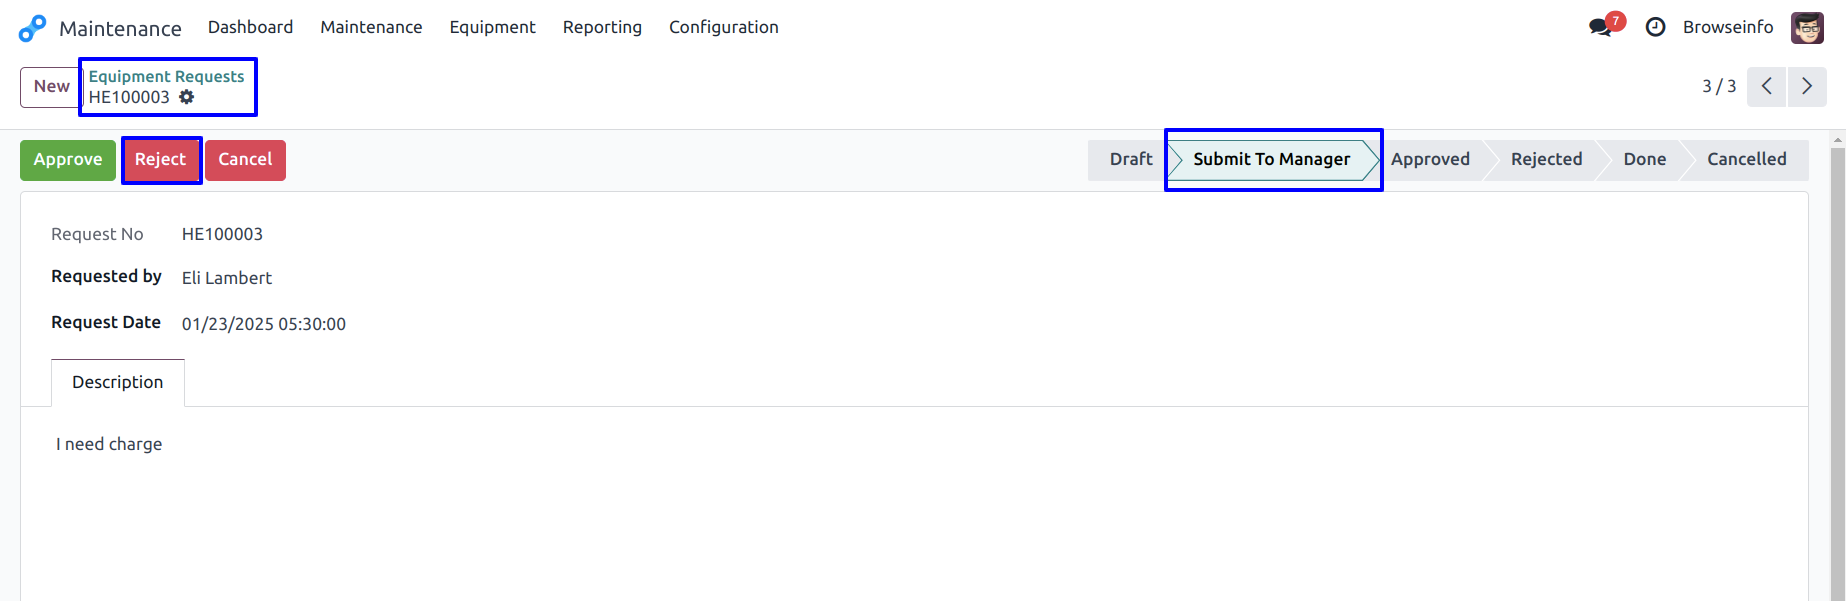 Maintenance Dashboard Maintenance Equipment Reporting Configuration 7 Browseinfo
New Equipment Requests
HE100003 3 / 3
Approve Reject Cancel Draft Submit To Manager Approved Rejected Done Cancelled
Request No HE100003
Requested by Eli Lambert
Request Date 01/23/2025 05:30:00
Description
I need charge